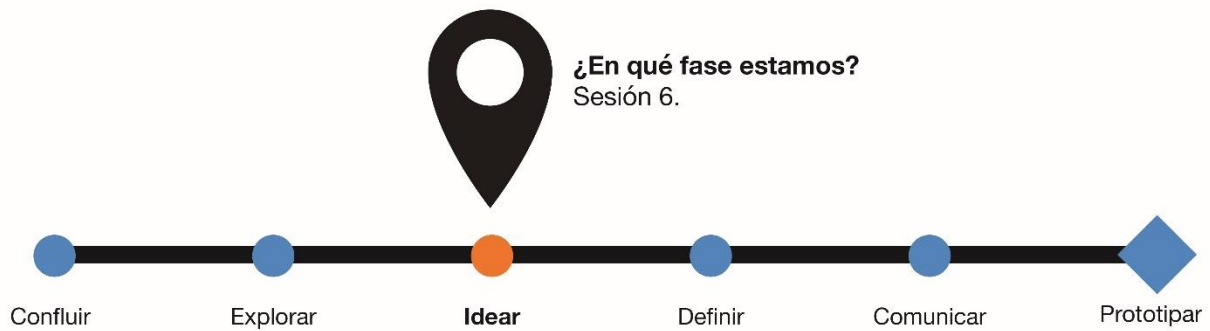 ¿En qué fase estamos?
Sesión 6.
Confluir
Explorar
Idear
Definir
Comunicar
Prototipar